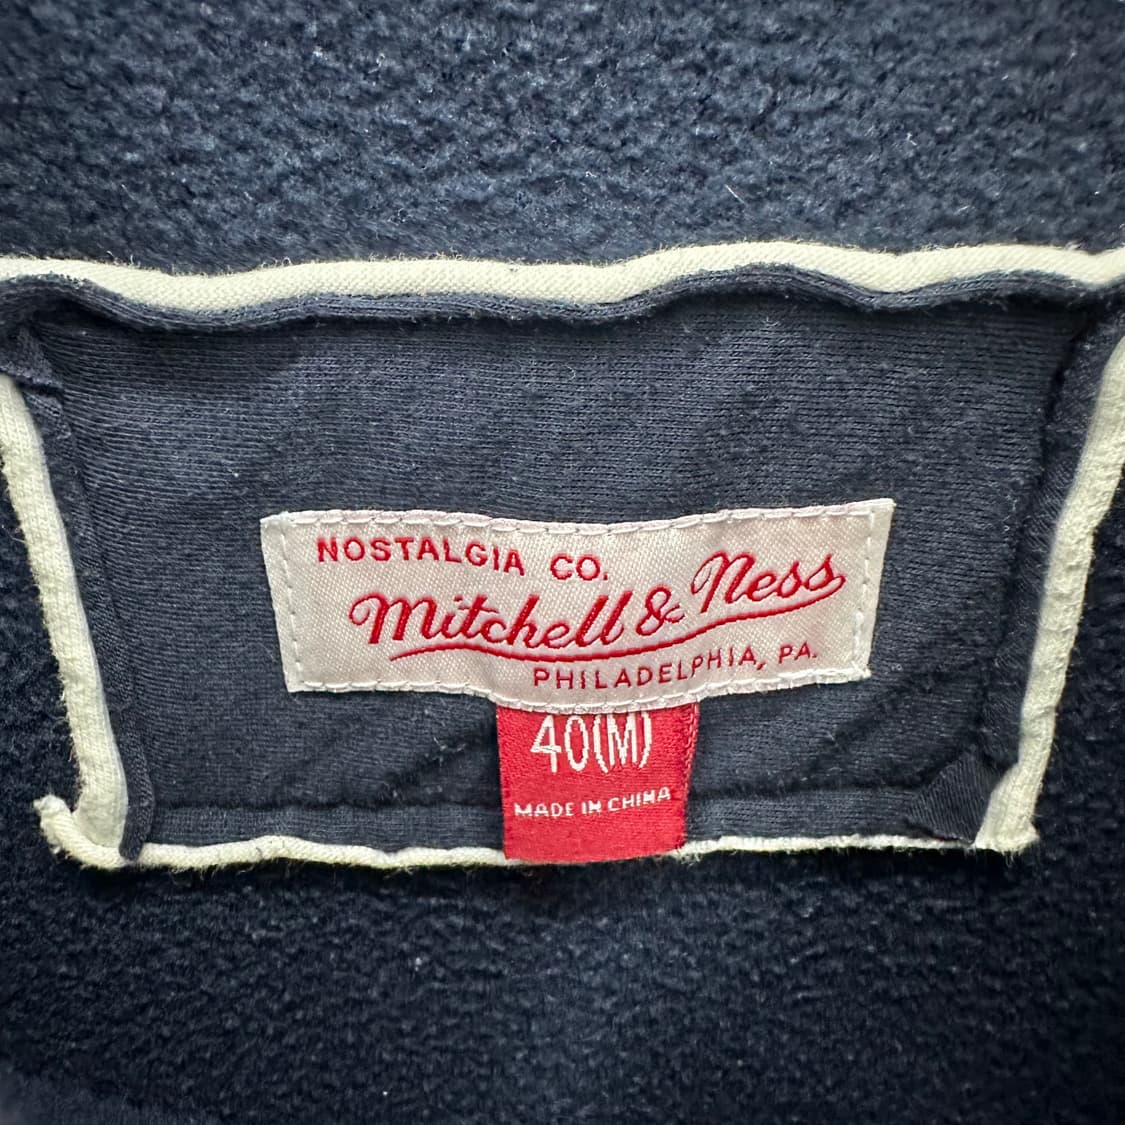 NOSTALGIA CO.
Mitchell & Ness
PHILADELPHIA, PA.
40(M)
MADE IN CHINA